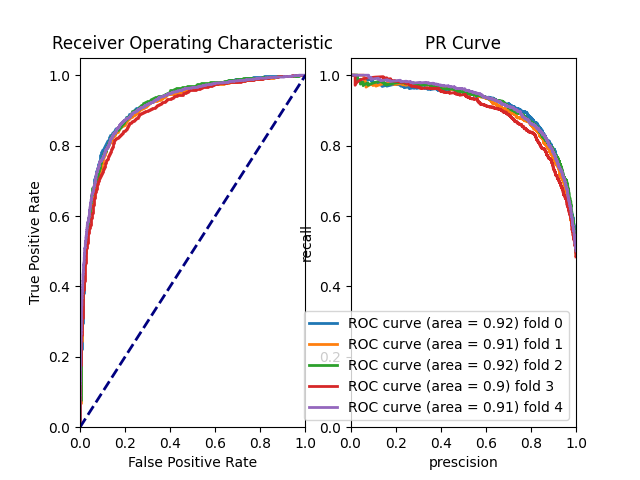 Receiver Operating Characteristic
True Positive Rate
1.0
0.8
0.6
0.4
0.2
0.0
0.0 0.2 0.4 0.6 0.8 1.0
False Positive Rate
PR Curve
recall
1.0
0.8
0.6
0.4
0.2
0.0
0.0 0.2 0.4 0.6 0.8 1.0
prescision
ROC curve (area = 0.92) fold 0
ROC curve (area = 0.91) fold 1
ROC curve (area = 0.92) fold 2
ROC curve (area = 0.9) fold 3
ROC curve (area = 0.91) fold 4